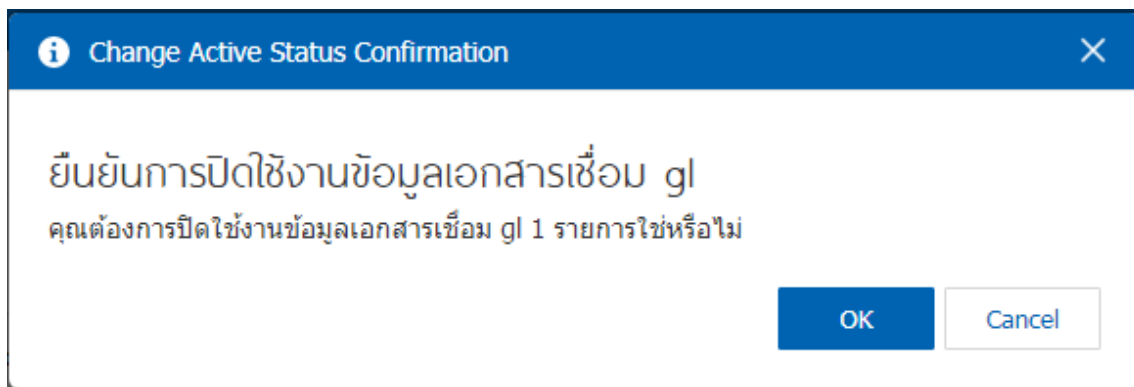 Change Active Status Confirmation
ยืนยันการปิดใช้งานข้อมูลเอกสารเชื่อม gl
คุณต้องการปิดใช้งานข้อมูลเอกสารเชื่อม gl 1 รายการใช่หรือไม่
OK Cancel